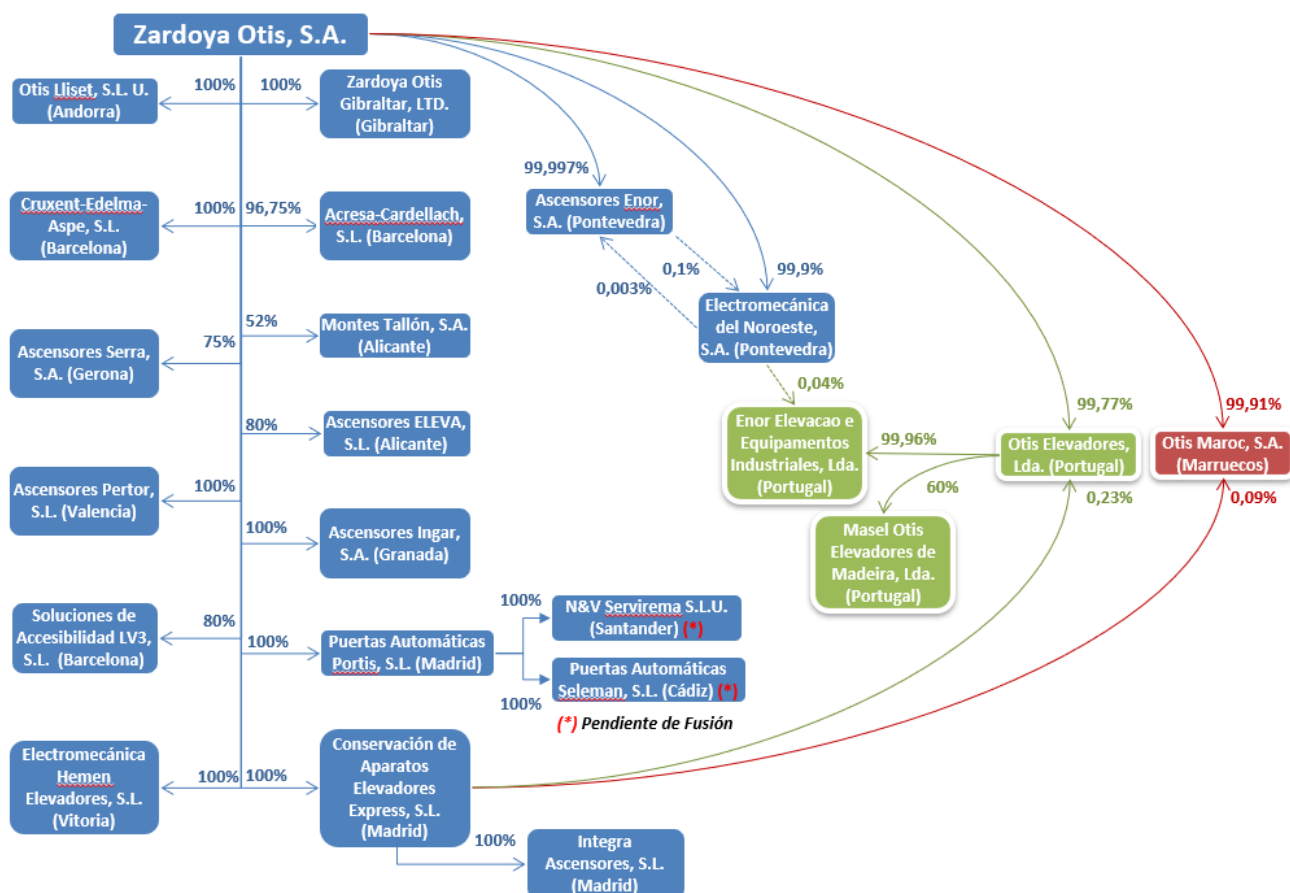 Zardoya Otis, S.A.
Otis Lliset, S.L. U.
(Andorra)
100%
100%
Zardoya Otis
Gibraltar, LTD.
(Gibraltar)
Cruxent-Edelma-
Aspe, S.L.
(Barcelona)
100%
96,75%
Acresa-Cardellach,
S.L. (Barcelona)
52%
Montes Tallón, S.A.
(Alicante)
Ascensores Serra,
S.A. (Gerona)
75%
80%
Ascensores ELEVA,
S.L. (Alicante)
Ascensores Pertor,
S.L. (Valencia)
100%
100%
Ascensores Ingar,
S.A. (Granada)
Soluciones de
Accesibilidad LV3,
S.L. (Barcelona)
80%
100%
Puertas Automáticas
Portis, S.L. (Madrid)
100%
N&V Servirema S.L.U.
(Santander) (*)
100%
Puertas Automáticas
Seleman, S.L. (Cádiz) (*)
(*) Pendiente de Fusión
Electromecánica
Hemen
Elevadores, S.L.
(Vitoria)
100%
100%
Conservación de
Aparatos
Elevadores
Express, S.L.
(Madrid)
100%
Integra
Ascensores, S.L.
(Madrid)
99,997%
Ascensores Enor,
S.A. (Pontevedra)
0,1%
0,003%
99,9%
Electromecánica
del Noroeste,
S.A. (Pontevedra)
0,04%
Enor Elevacao e
Equipamentos
Industriales, Lda.
(Portugal)
99,96%
99,77%
Otis Elevadores,
Lda. (Portugal)
0,23%
60%
Masel Otis
Elevadores de
Madeira, Lda.
(Portugal)
99,91%
Otis Maroc, S.A.
(Marruecos)
0,09%